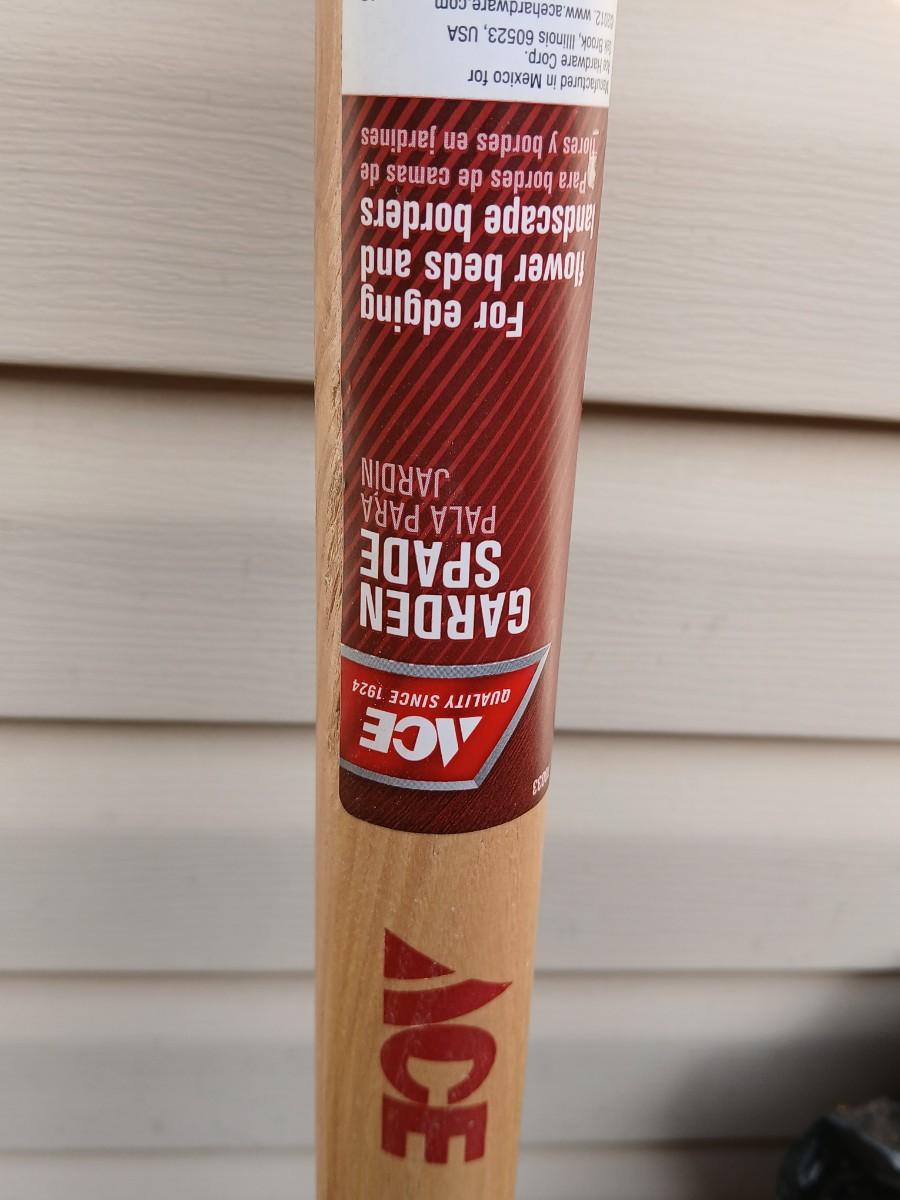 ACE
QUALITY SINCE 1924
GARDEN
SPADE
PALA PARA
JARDÍN
For edging
flower beds and
landscape borders
Para bordes de camas de
flores y bordes en jardines
Manufactured in Mexico for
Ace Hardware Corp.
Oak Brook, Illinois 60523, USA
©2012. www.acehardware.com
ACE